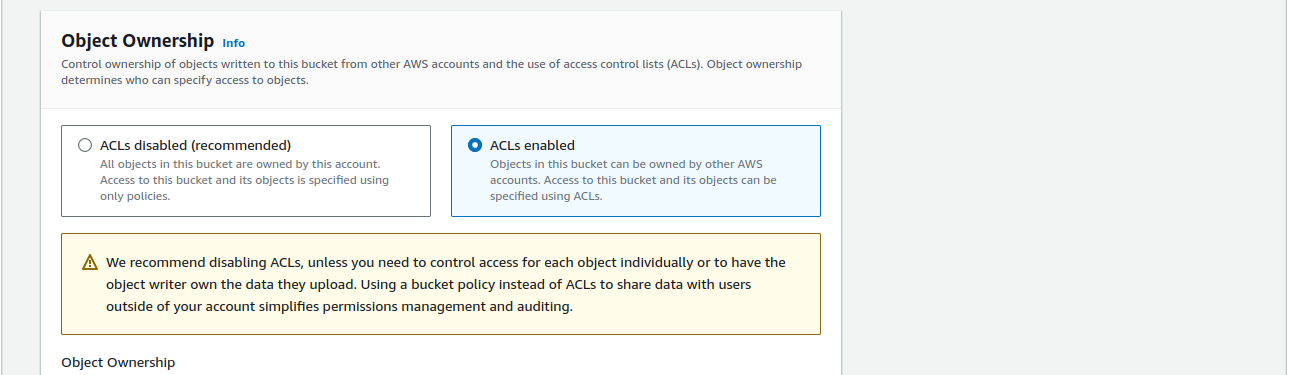 Object Ownership Info
Control ownership of objects written to this bucket from other AWS accounts and the use of access control lists (ACLs). Object ownership
determines who can specify access to objects.
ACLs disabled (recommended)
All objects in this bucket are owned by this account.
Access to this bucket and its objects is specified using
only policies.
ACLs enabled
Objects in this bucket can be owned by other AWS
accounts. Access to this bucket and its objects can be
specified using ACLs.
We recommend disabling ACLs, unless you need to control access for each object individually or to have the
object writer own the data they upload. Using a bucket policy instead of ACLs to share data with users
outside of your account simplifies permissions management and auditing.
Object Ownership